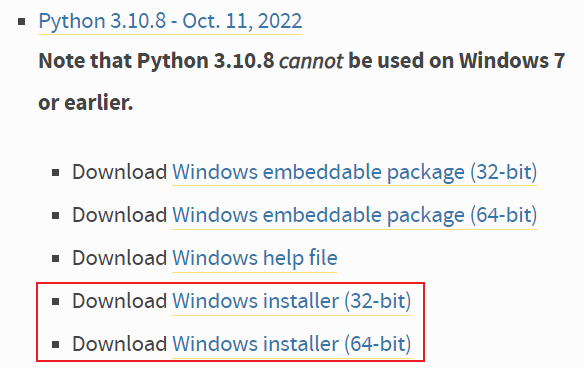 Python 3.10.8 - Oct. 11, 2022
Note that Python 3.10.8 cannot be used on Windows 7
or earlier.
Download Windows embeddable package (32-bit)
Download Windows embeddable package (64-bit)
Download Windows help file
Download Windows installer (32-bit)
Download Windows installer (64-bit)